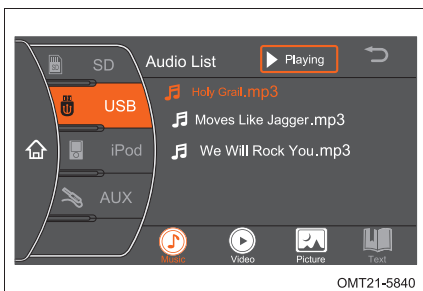 SD
Audio List
Playing
USB
Holy Grail.mp3
Moves Like Jagger.mp3
iPod
We Will Rock You.mp3
AUX
Music
Video
Picture
Text
OMT21-5840